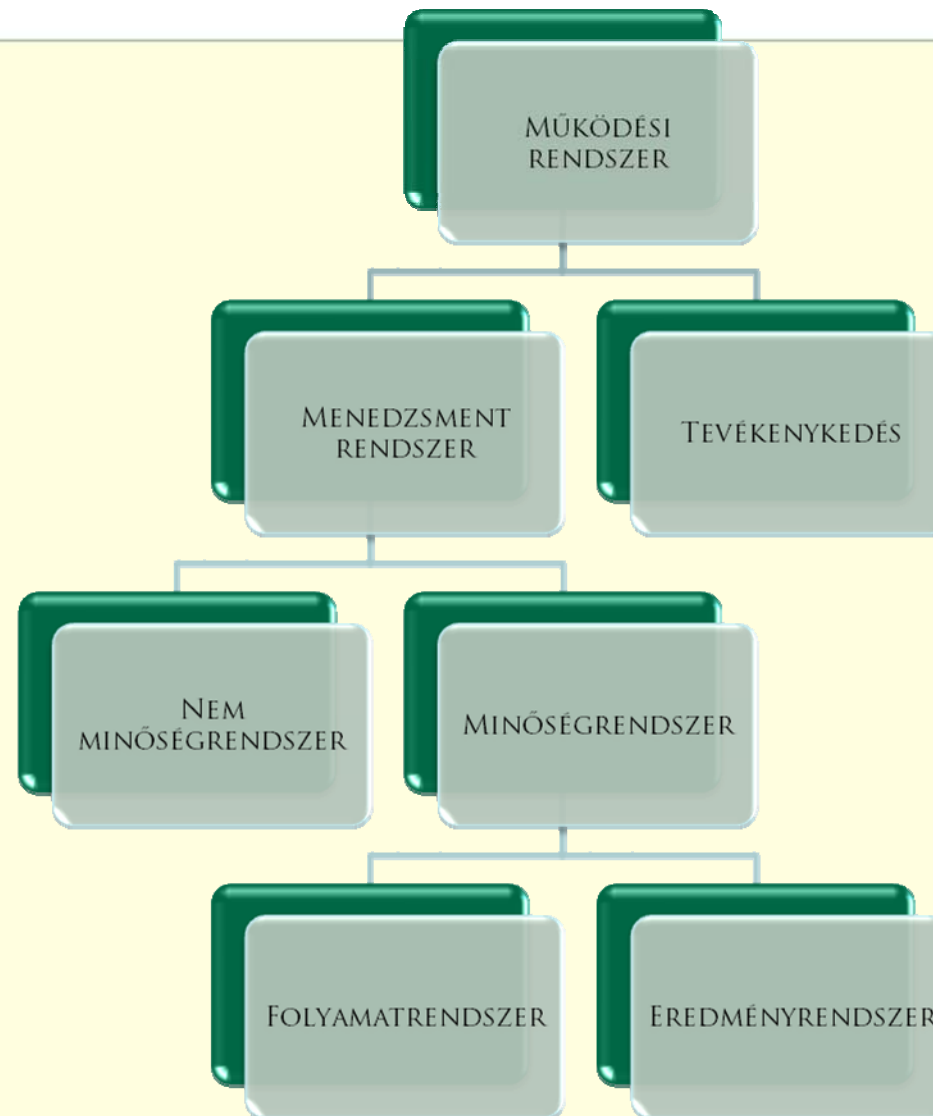 MŰKÖDÉSI
RENDSZER
MENEDZSMENT
RENDSZER
TEVÉKENYKEDÉS
NEM
MINŐSÉGRENDSZER
MINŐSÉGRENDSZER
FOLYAMATRENDSZER
EREDMÉNYRENDSZER